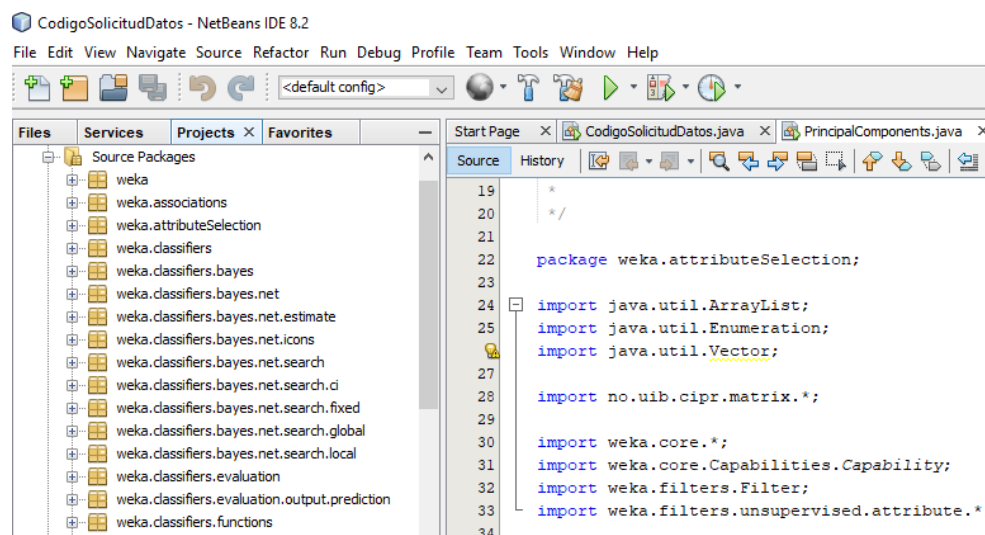 CodigoSolicitudDatos - NetBeans IDE 8.2
File Edit View Navigate Source Refactor Run Debug Profile Team Tools Window Help
<default config>
Files Services Projects × Favorites
Start Page × CodigoSolicitudDatos.java × PrincipalComponents.java ×
Source History
Source Packages
weka
weka.associations
weka.attributeSelection
weka.classifiers
weka.classifiers.bayes
weka.classifiers.bayes.net
weka.classifiers.bayes.net.estimate
weka.classifiers.bayes.net.icons
weka.classifiers.bayes.net.search
weka.classifiers.bayes.net.search.ci
weka.classifiers.bayes.net.search.fixed
weka.classifiers.bayes.net.search.global
weka.classifiers.bayes.net.search.local
weka.classifiers.evaluation
weka.classifiers.evaluation.output.prediction
weka.classifiers.functions
19 *
20 */
21
22 package weka.attributeSelection;
23
24 import java.util.ArrayList;
25 import java.util.Enumeration;
import java.util.Vector;
27
28 import no.uib.cipr.matrix.*;
29
30 import weka.core.*;
31 import weka.core.Capabilities.Capability;
32 import weka.filters.Filter;
33 import weka.filters.unsupervised.attribute.*
34